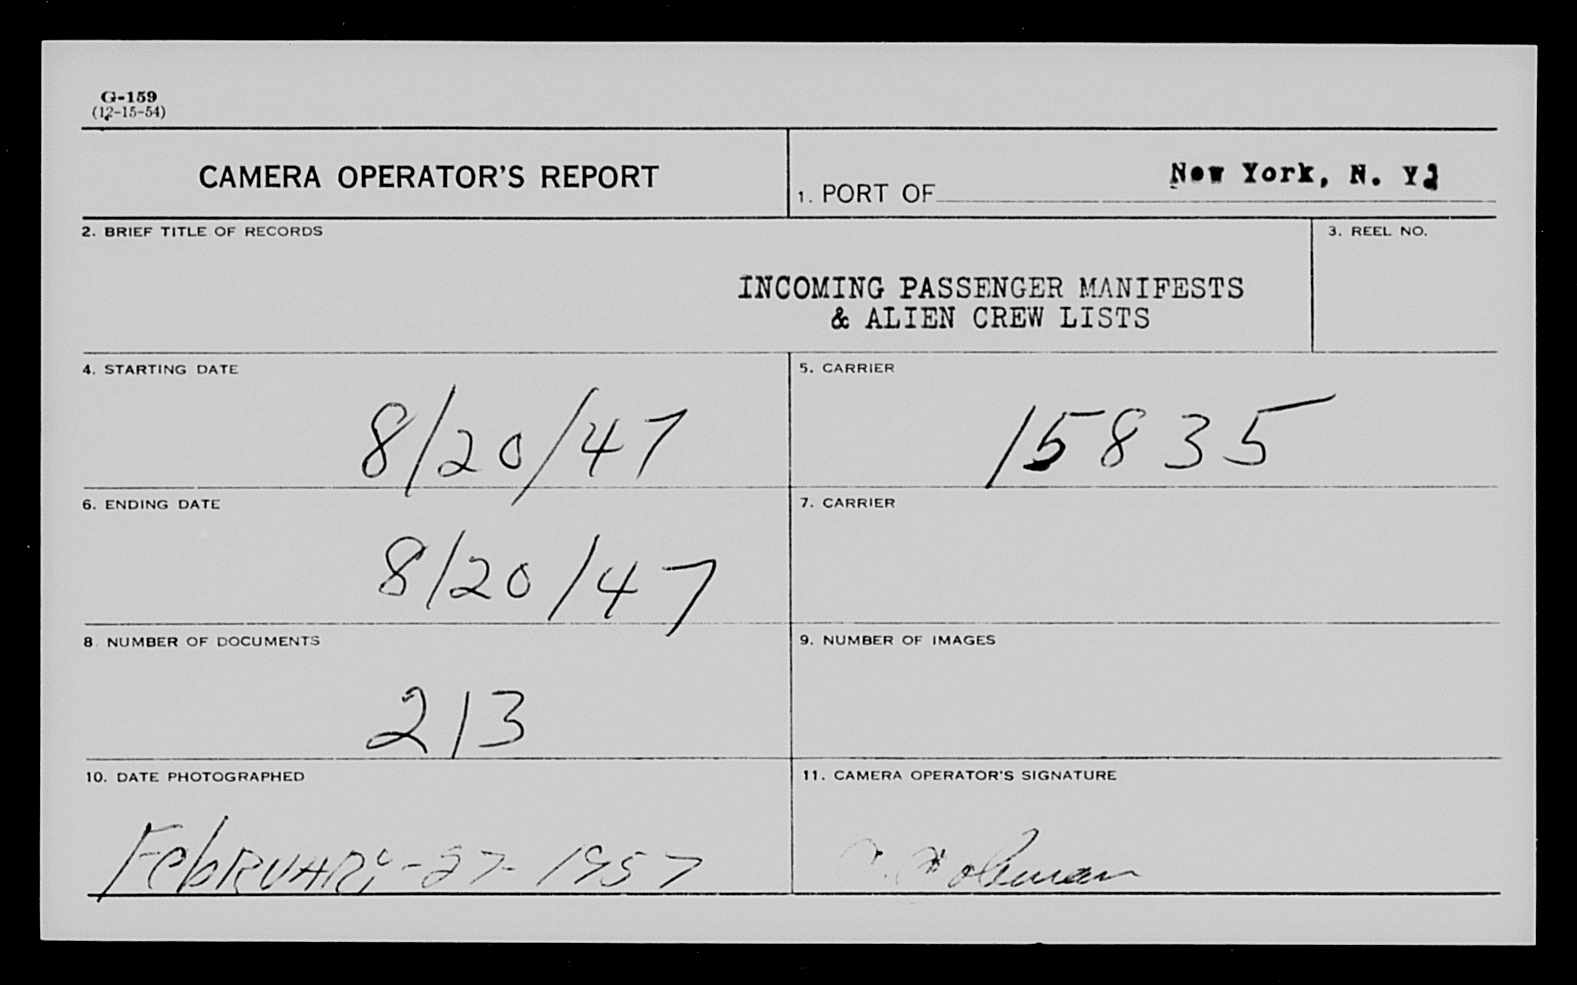 G-159
(12-15-54)
CAMERA OPERATOR'S REPORT
1. PORT OF New York, N. Y.
2. BRIEF TITLE OF RECORDS
INCOMING PASSENGER MANIFESTS
& ALIEN CREW LISTS
3. REEL NO.
4. STARTING DATE
8/20/47
5. CARRIER
15835
6. ENDING DATE
8/20/47
7. CARRIER
8 NUMBER OF DOCUMENTS
213
9. NUMBER OF IMAGES
10. DATE PHOTOGRAPHED
February-27-1957
11. CAMERA OPERATOR'S SIGNATURE